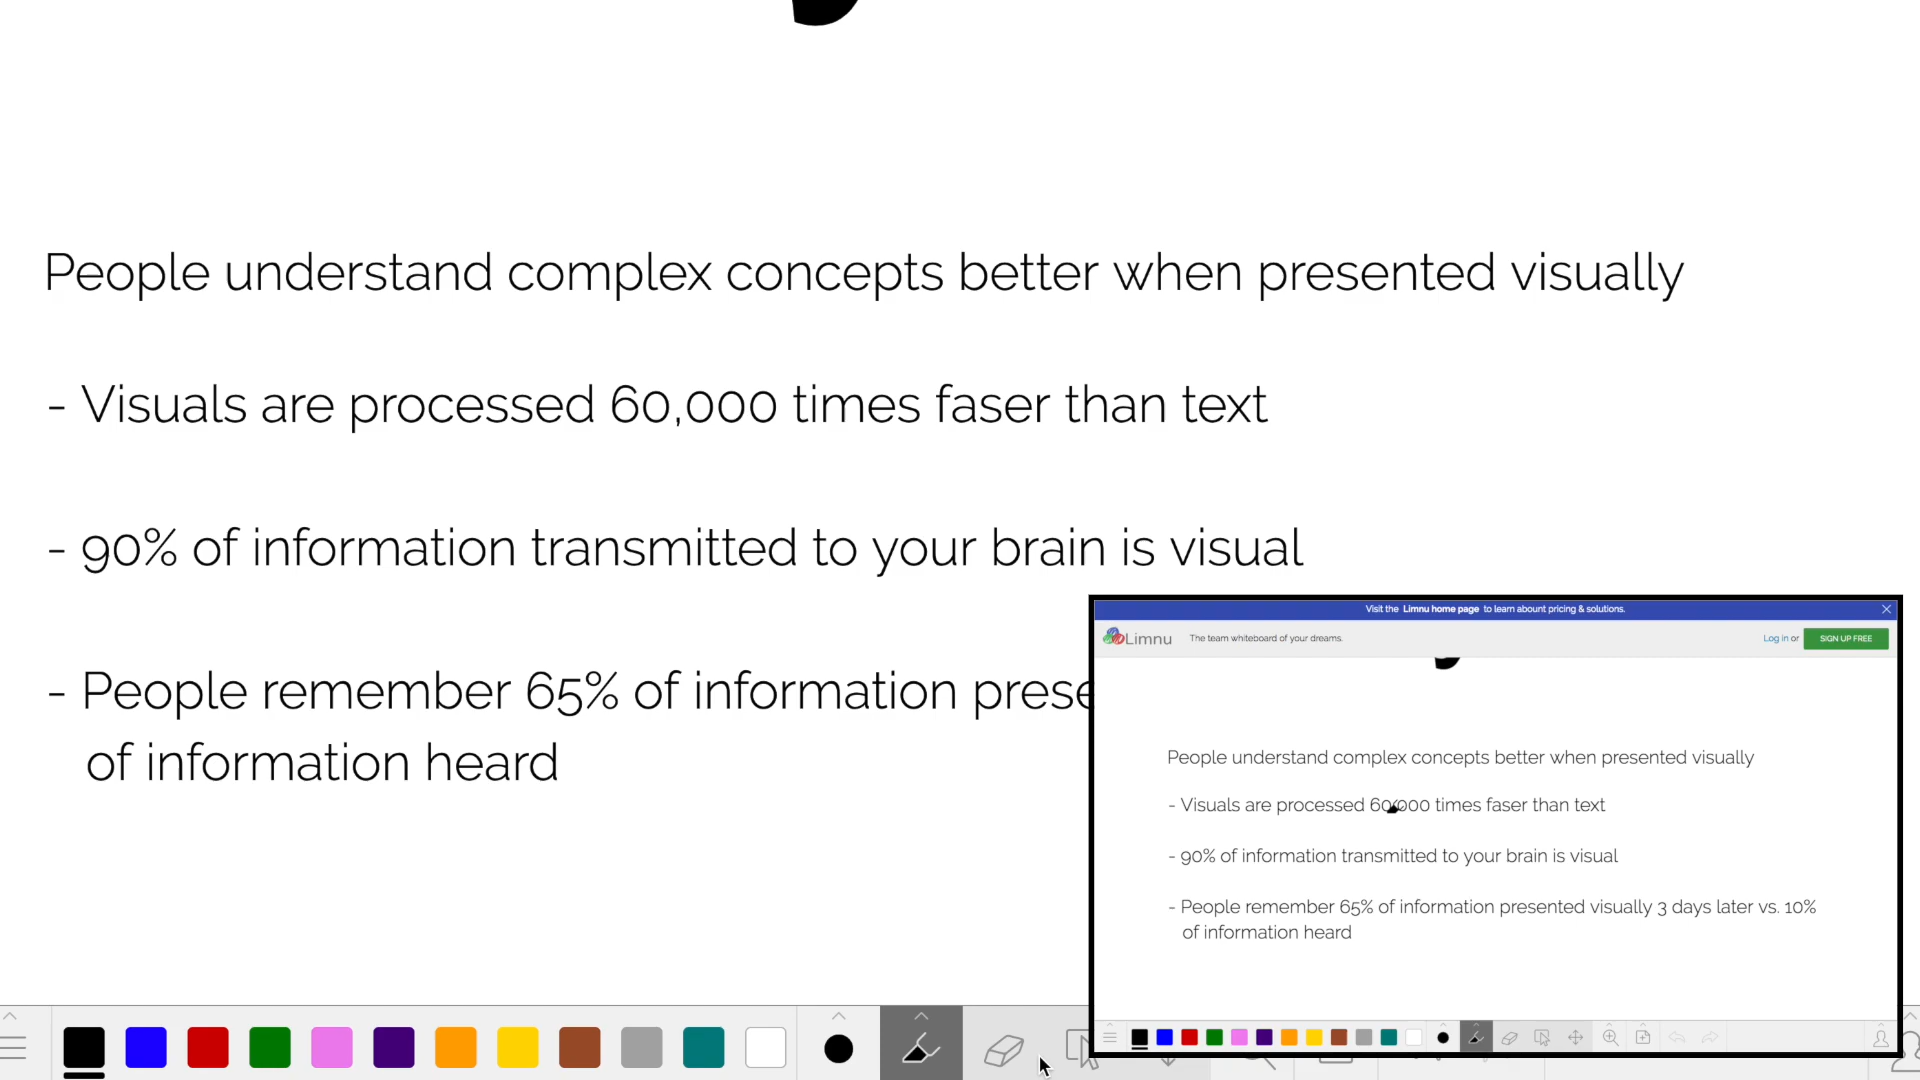 People understand complex concepts better when presented visually
- Visuals are processed 60,000 times faser than text
- 90% of information transmitted to your brain is visual
- People remember 65% of information
of information heard
Visit the Limnu home page to learn abount pricing & solutions.
Limnu The team whiteboard of your dreams. Log in or SIGN UP FREE
People understand complex concepts better when presented visually
- Visuals are processed 60,000 times faser than text
- 90% of information transmitted to your brain is visual
- People remember 65% of information presented visually 3 days later vs. 10%
of information heard